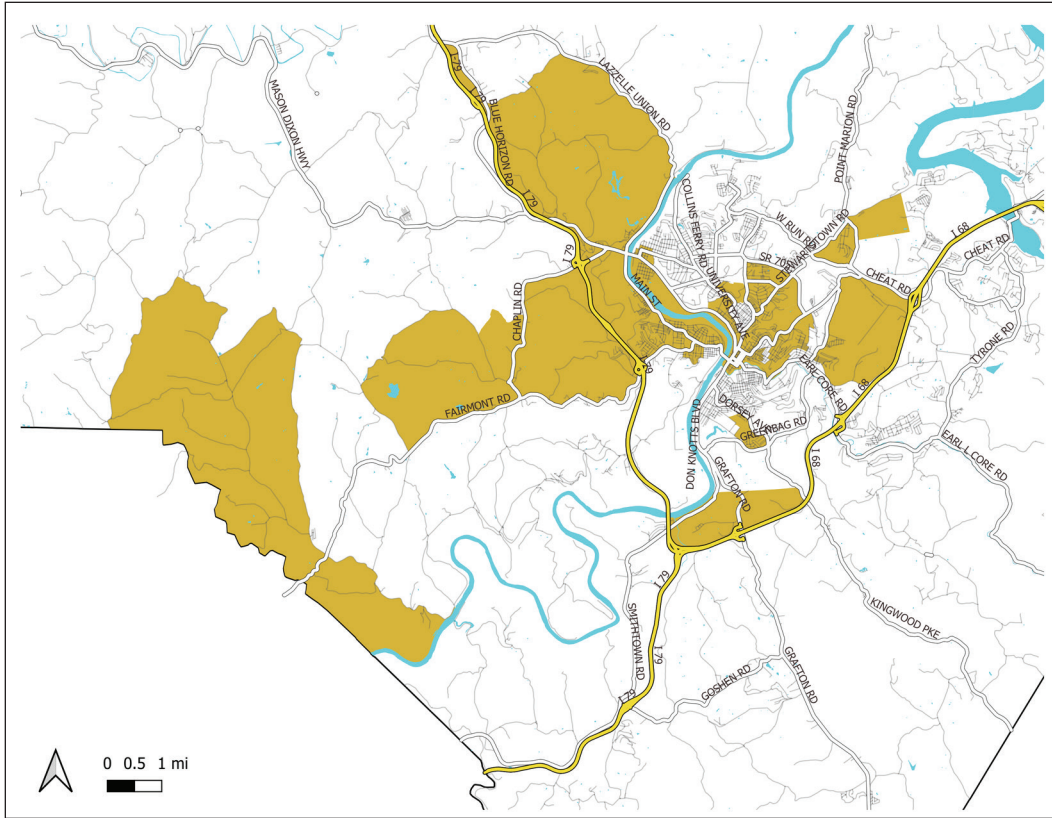 I-79
I-79
LAZZELLE UNION RD
BLUE HORIZON RD
MASON DIXON HWY
POINT MARION RD
I 79
COLLINS FERRY RD
W RUN RD
STEWARTSTOWN RD
I 68
I 79
SR 705
CHEAT RD
CHEAT RD
UNIVERSITY AVE
MAIN ST
CHAPLIN RD
TYRONE RD
I 79
EARL CORE RD
I 68
FAIRMONT RD
DORSEY AVE
GREENBAG RD
DON KNOTTS BLVD
EARL L CORE RD
I 68
GRAFTON RD
I 79
SMITHTOWN RD
KINGWOOD PKE
I 79
GRAFTON RD
GOSHEN RD
I 79
0 0.5 1 mi